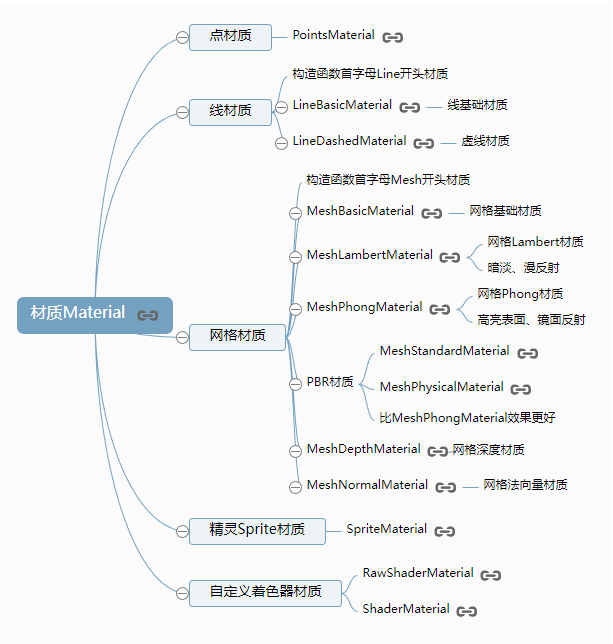 点材质
PointsMaterial
构造函数首字母Line开头材质
线材质
LineBasicMaterial
线基础材质
LineDashedMaterial
虚线材质
构造函数首字母Mesh开头材质
MeshBasicMaterial
网格基础材质
MeshLambertMaterial
网格Lambert材质
暗淡、漫反射
材质Material
网格材质
MeshPhongMaterial
网格Phong材质
高亮表面、镜面反射
PBR材质
MeshStandardMaterial
MeshPhysicalMaterial
比MeshPhongMaterial效果更好
MeshDepthMaterial
网格深度材质
MeshNormalMaterial
网格法向量材质
精灵Sprite材质
SpriteMaterial
自定义着色器材质
RawShaderMaterial
ShaderMaterial